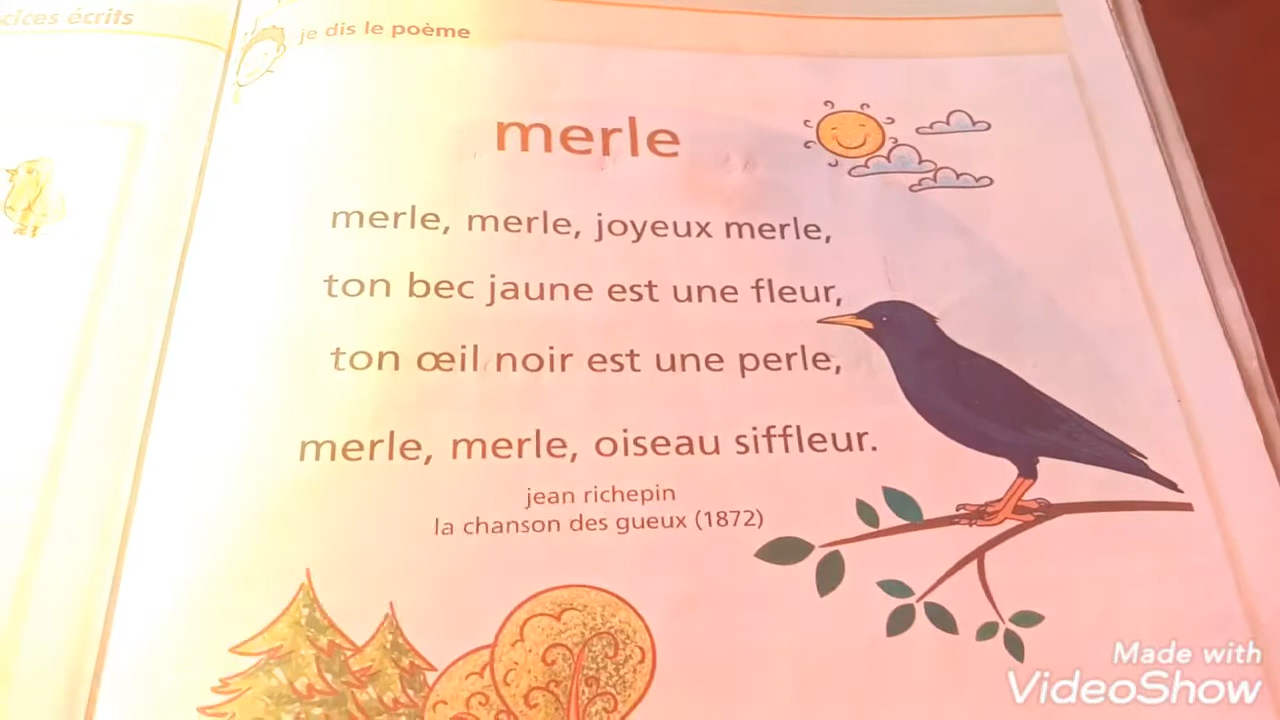 cices écrits
je dis le poème
merle
merle, merle, joyeux merle,
ton bec jaune est une fleur,
ton œil noir est une perle,
merle, merle, oiseau siffleur.
jean richepin
la chanson des gueux (1872)
Made with
VideoShow